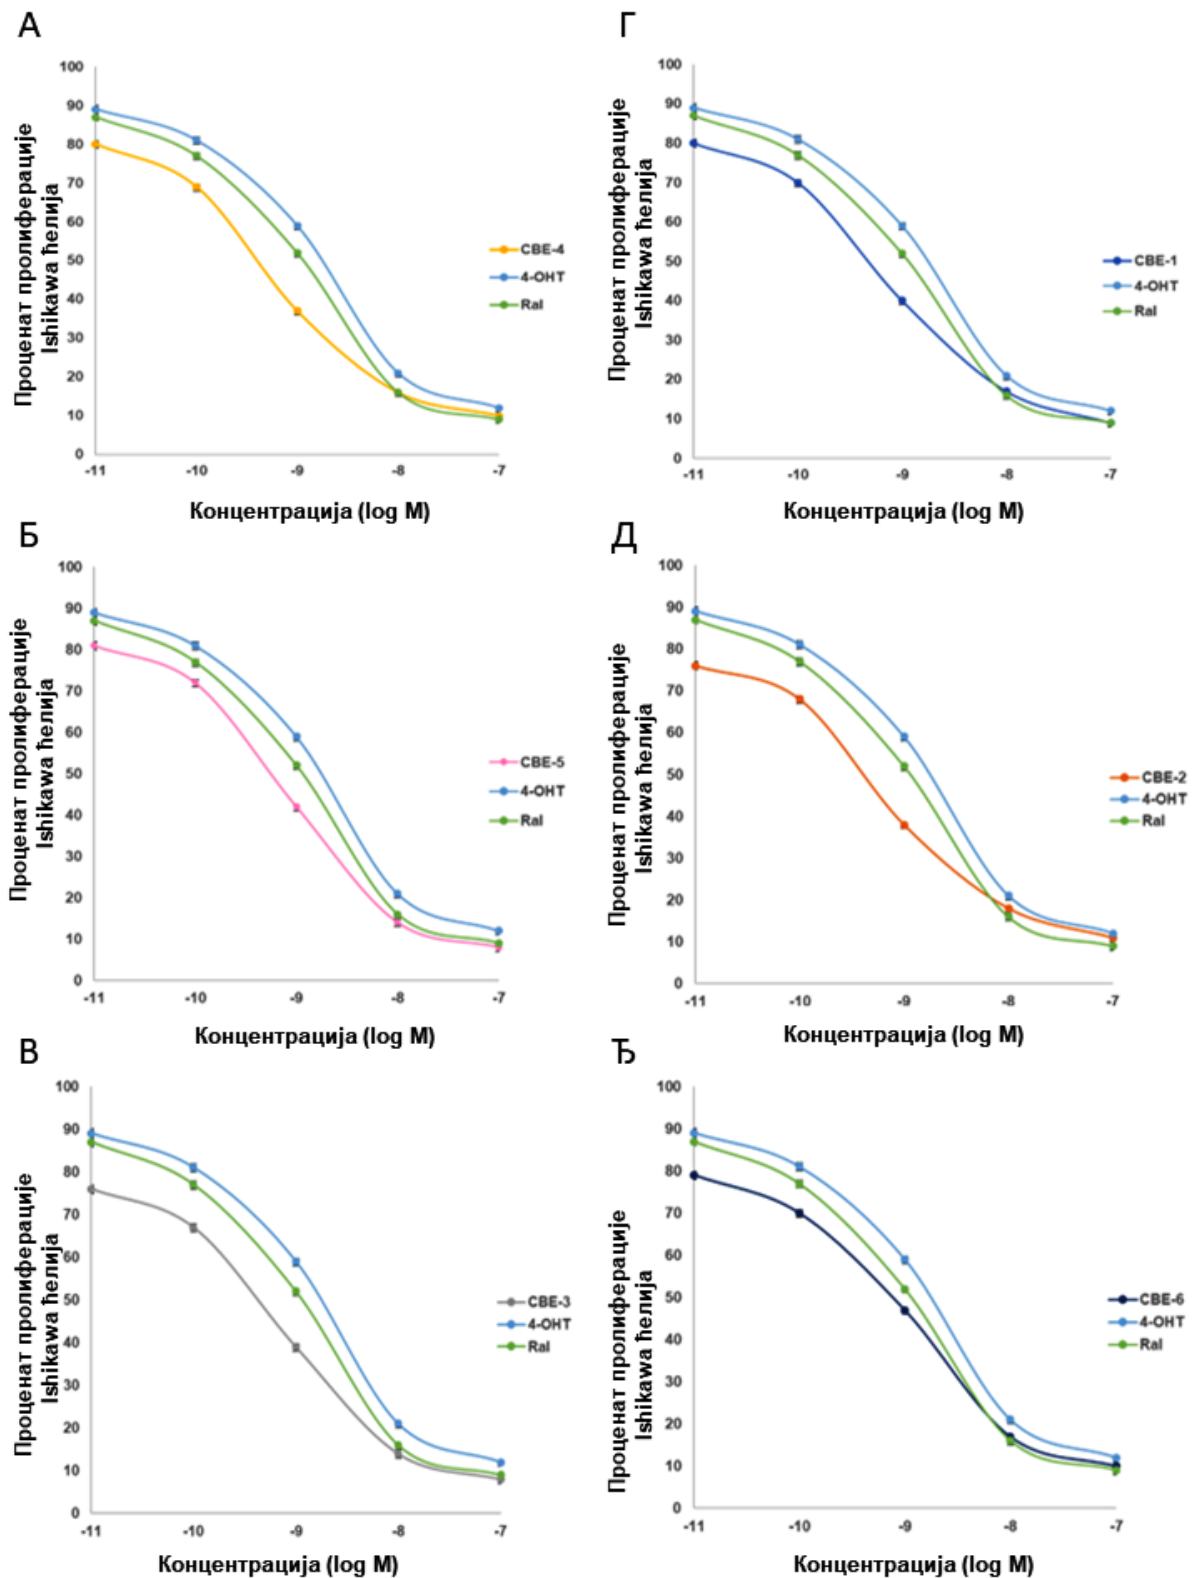 А
Проценат пролиферације
Ishikawa ћелија
100
90
80
70
60
50
40
30
20
10
0
-11 -10 -9 -8 -7
CBE-4
4-OHT
Ral
Концентрација (log M)
Г
Проценат пролиферације
Ishikawa ћелија
100
90
80
70
60
50
40
30
20
10
0
-11 -10 -9 -8 -7
CBE-1
4-OHT
Ral
Концентрација (log M)
Б
Проценат пролиферације
Ishikawa ћелија
100
90
80
70
60
50
40
30
20
10
0
-11 -10 -9 -8 -7
CBE-5
4-OHT
Ral
Концентрација (log M)
Д
Проценат пролиферације
Ishikawa ћелија
100
90
80
70
60
50
40
30
20
10
0
-11 -10 -9 -8 -7
CBE-2
4-OHT
Ral
Концентрација (log M)
В
Проценат пролиферације
Ishikawa ћелија
100
90
80
70
60
50
40
30
20
10
0
-11 -10 -9 -8 -7
CBE-3
4-OHT
Ral
Концентрација (log M)
Ђ
Проценат пролиферације
Ishikawa ћелија
100
90
80
70
60
50
40
30
20
10
0
-11 -10 -9 -8 -7
CBE-6
4-OHT
Ral
Концентрација (log M)